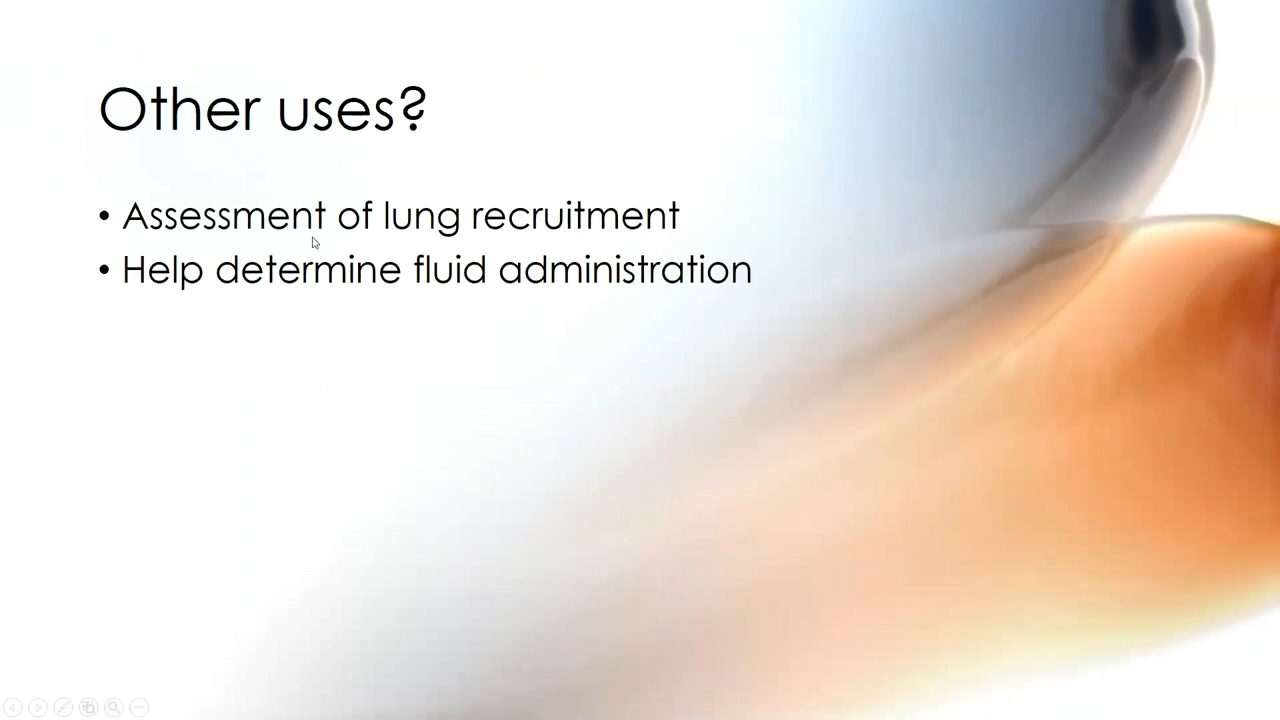 Other uses?
• Assessment of lung recruitment
• Help determine fluid administration